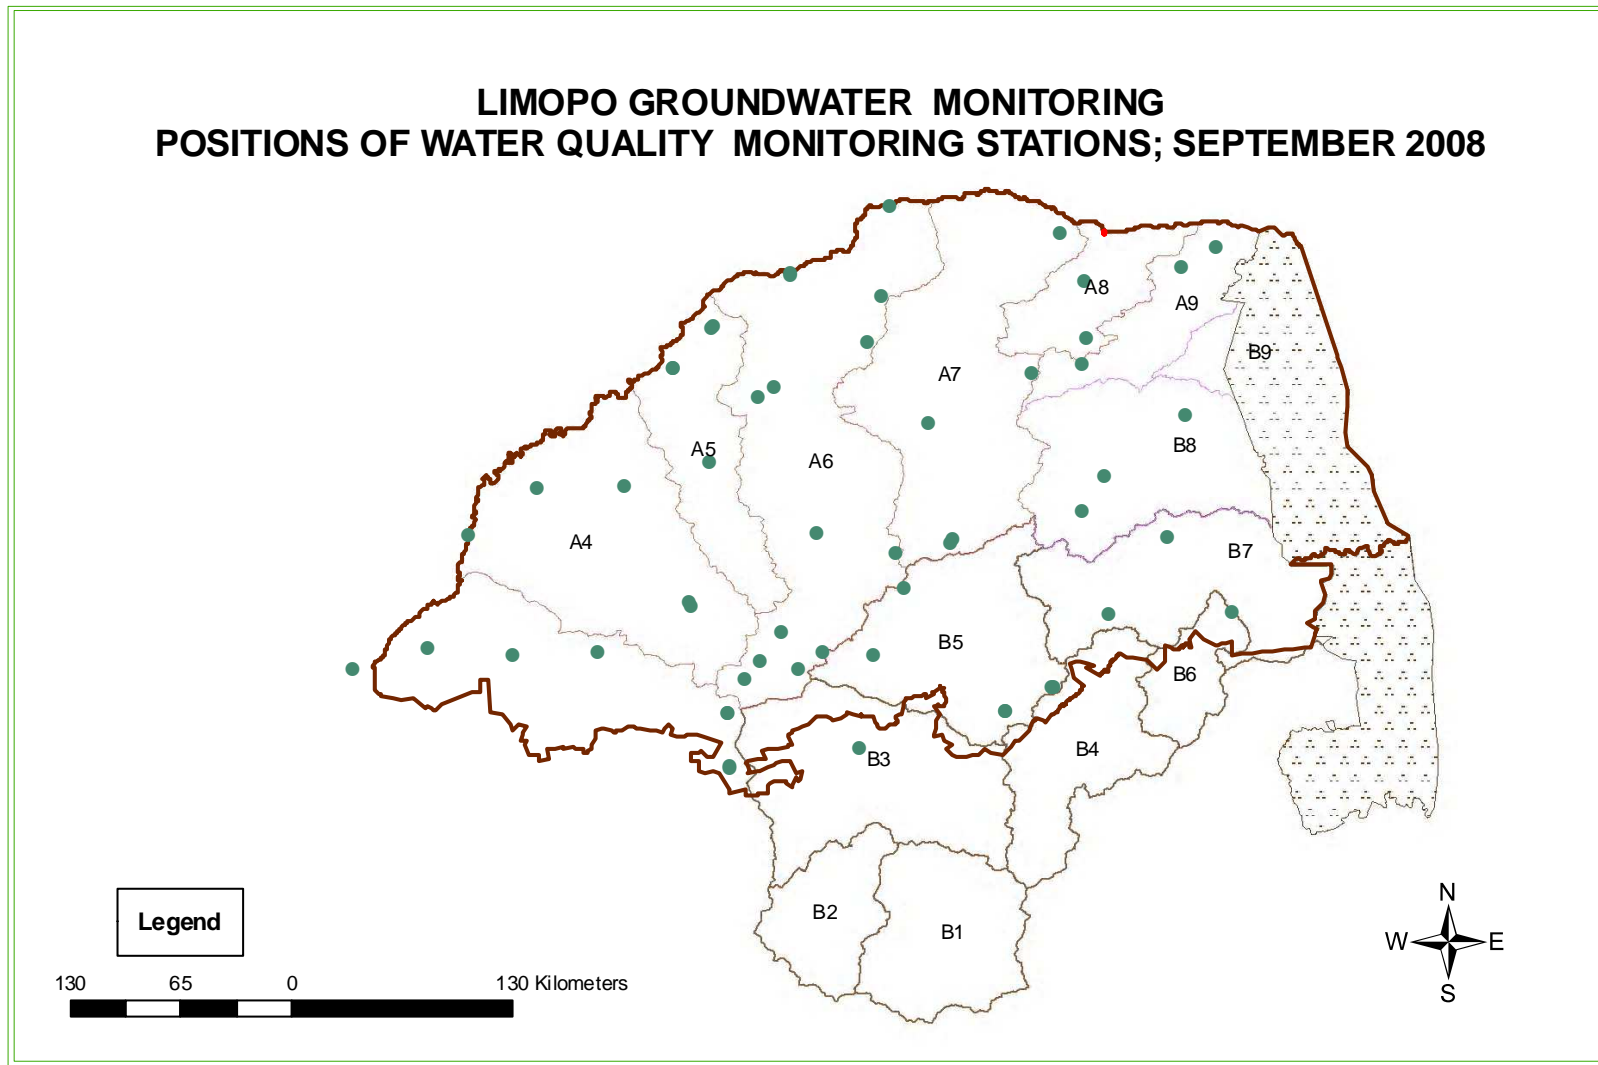 LIMOPO GROUNDWATER MONITORING
POSITIONS OF WATER QUALITY MONITORING STATIONS; SEPTEMBER 2008
A8
A9
B9
A7
A5
A6
B8
A4
B7
B5
B6
B4
B3
B2
B1
Legend
130 65 0 130 Kilometers
N
W E
S